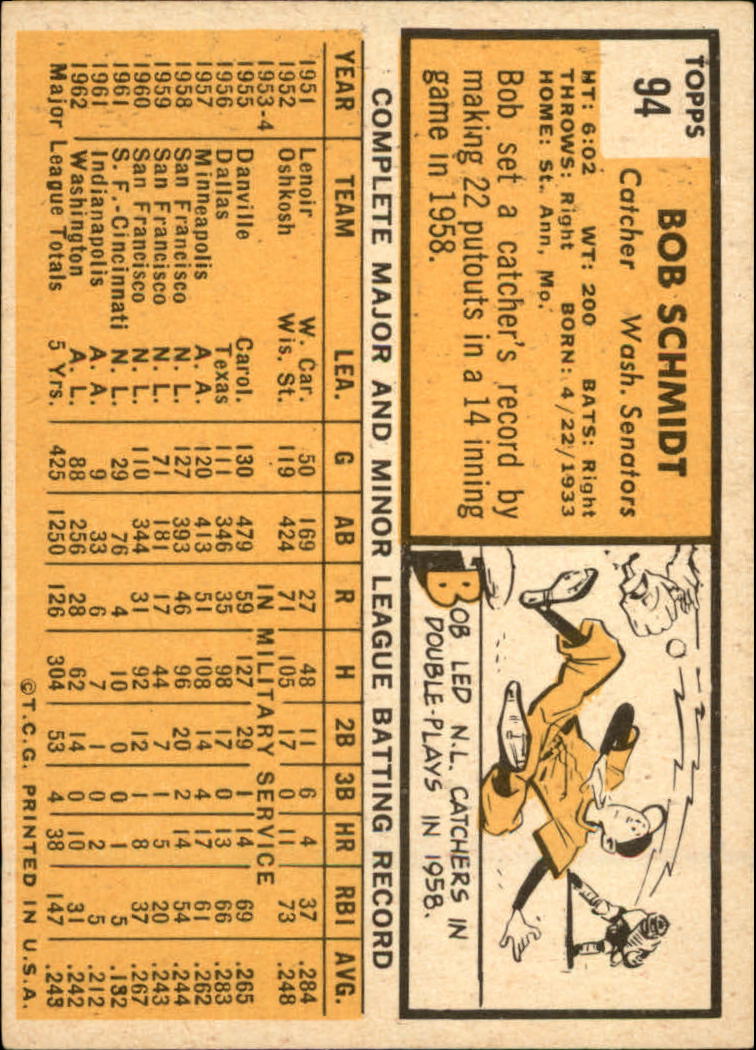 TOPPS
94
BOB SCHMIDT
Catcher Wash. Senators
HT: 6:02 WT: 200 BATS: Right
THROWS: Right BORN: 4/22/1933
HOME: St. Ann, Mo.
Bob set a catcher's record by
making 22 putouts in a 14 inning
game in 1958.
BOB LED N.L. CATCHERS IN
DOUBLE-PLAYS IN 1958.
COMPLETE MAJOR AND MINOR LEAGUE BATTING RECORD
YEAR TEAM LEA. G AB R H 2B 3B HR RBI AVG.
1951 Lenoir W. Car. 50 169 27 48 11 6 4 37 .284
1952 Oshkosh Wis. St. 119 424 71 105 17 0 11 73 .248
1953-4 IN MILITARY SERVICE
1955 Danville Carol. 130 479 59 127 29 1 14 69 .265
1956 Dallas Texas 111 346 35 98 17 0 13 66 .283
1957 Minneapolis A. A. 120 413 51 108 14 4 17 61 .262
1958 San Francisco N. L. 127 393 46 96 20 2 14 54 .244
1959 San Francisco N. L. 71 181 17 44 7 1 5 20 .243
1960 San Francisco N. L. 110 344 31 92 12 1 8 37 .267
1961 S. F.-Cincinnati N. L. 29 76 4 10 0 0 1 5 .132
1961 Indianapolis A. A. 9 33 6 7 1 0 2 5 .212
1962 Washington A. L. 88 256 28 62 14 0 10 31 .242
Major League Totals 5 Yrs. 425 1250 126 304 53 4 38 147 .243
©T.C.G. PRINTED IN U.S.A.